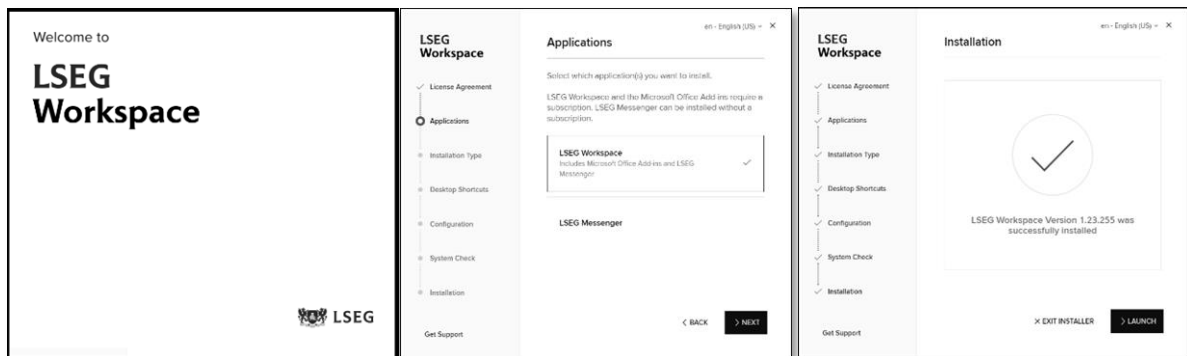 Welcome to
LSEG
Workspace
LSEG
en - English (US)
LSEG
Workspace
License Agreement
Applications
Installation Type
Desktop Shortcuts
Configuration
System Check
Installation
Get Support
Applications
Select which application(s) you want to install.
LSEG Workspace and the Microsoft Office Add-ins require a
subscription. LSEG Messenger can be installed without a
subscription.
LSEG Workspace
Includes Microsoft Office Add-ins and LSEG
Messenger
LSEG Messenger
< BACK
> NEXT
en - English (US)
LSEG
Workspace
License Agreement
Applications
Installation Type
Desktop Shortcuts
Configuration
System Check
Installation
Get Support
Installation
LSEG Workspace Version 1.23.255 was
successfully installed
× EXIT INSTALLER
> LAUNCH